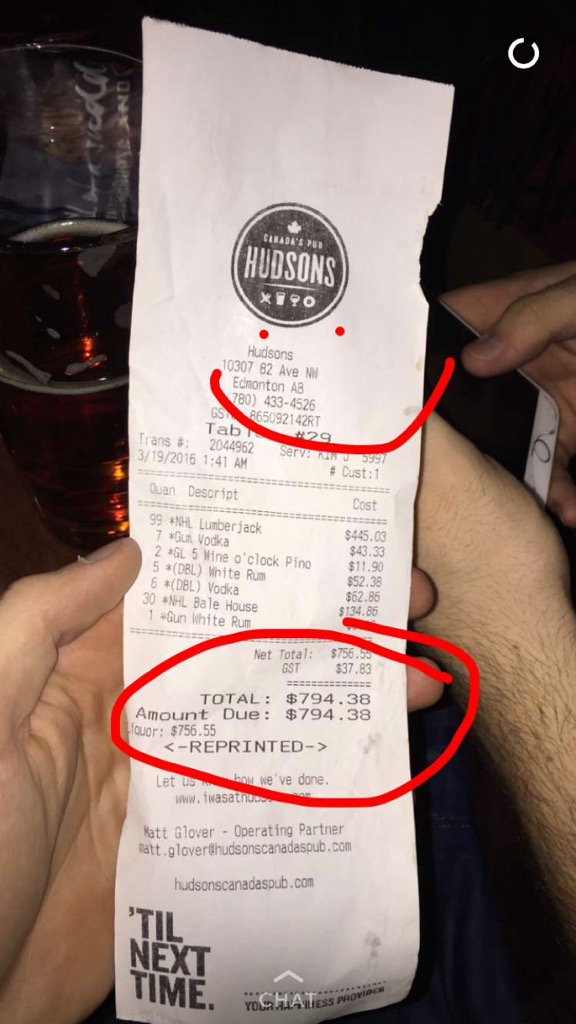 CANADA'S PUB
HUDSONS
Hudsons
10307 82 Ave NW
Edmonton AB
780) 433-4526
GST 865092142RT
#29
Trans #: 2044962 Serv: KIM J 5997
3/19/2016 1:41 AM # Cust:1
Quan Descript Cost
99 *NHL Lumberjack $445.03
7 *Gun Vodka $43.33
2 *GL 5 Wine o'clock Pino $11.90
5 *(DBL) White Rum $52.38
6 *(DBL) Vodka $62.86
30 *NHL Bale House $134.86
1 *Gun White Rum
Net Total: $756.55
GST $37.83
TOTAL: $794.38
Amount Due: $794.38
Liquor: $756.55
<-REPRINTED->
Let us know how we've done.
Matt Glover - Operating Partner
matt.glover@hudsonscanadaspub.com
hudsonscanadaspub.com
'TIL
NEXT
TIME.
YOUR HAPPINESS PROVIDER
CHAT